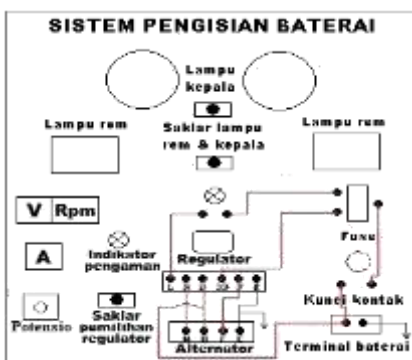 SISTEM PENGISIAN BATERAI
Lampu
kepala
Lampu rem
Saklar lampu
rem & kepala
Lampu rem
V Rpm
A
Indikator
pengaman
Regulator
Fuse
Kunci kontak
Potensio
Saklar
pemilihan
regulator
Alternator
Terminal baterai